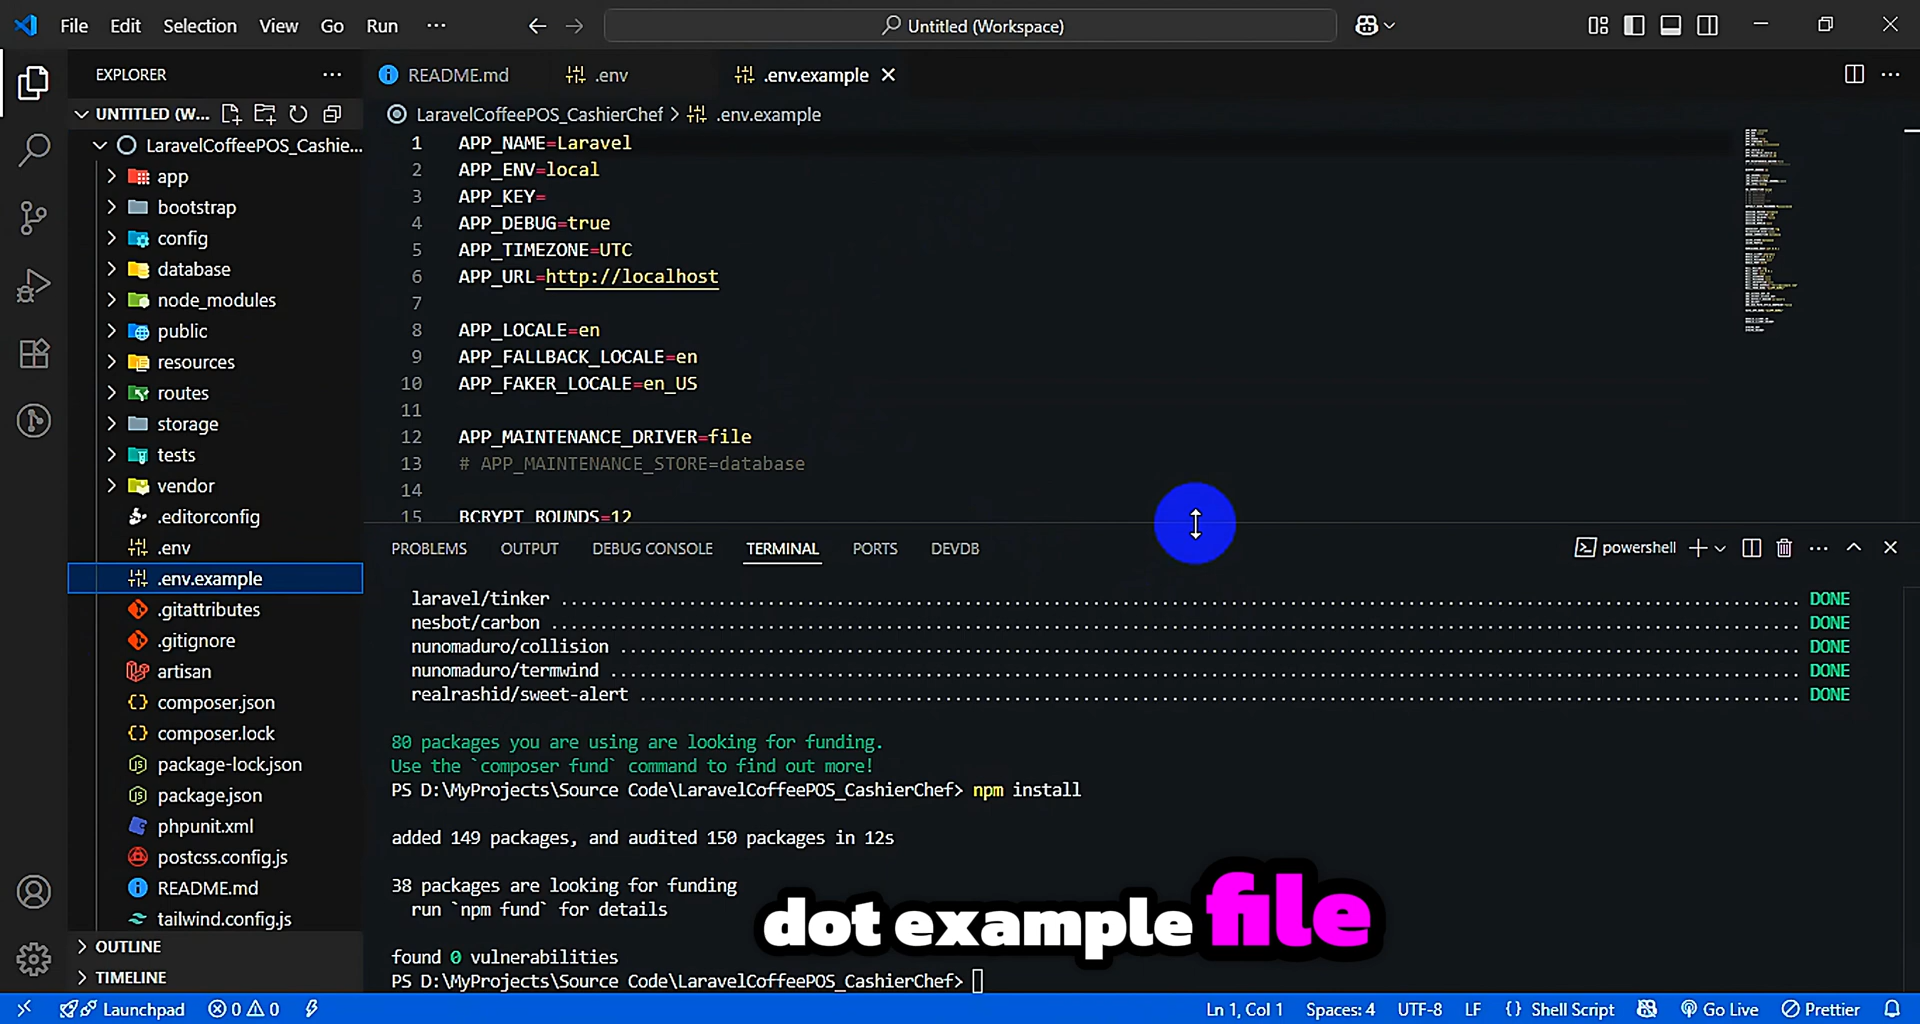 File Edit Selection View Go Run ···
Untitled (Workspace)
EXPLORER ···
README.md .env .env.example
UNTITLED (W...
LaravelCoffeePOS_CashierChef > .env.example
LaravelCoffeePOS_Cashie...
app
bootstrap
config
database
node_modules
public
resources
routes
storage
tests
vendor
.editorconfig
.env
.env.example
.gitattributes
.gitignore
artisan
composer.json
composer.lock
package-lock.json
package.json
phpunit.xml
postcss.config.js
README.md
tailwind.config.js
OUTLINE
TIMELINE
1 APP_NAME=Laravel
2 APP_ENV=local
3 APP_KEY=
4 APP_DEBUG=true
5 APP_TIMEZONE=UTC
6 APP_URL=http://localhost
7
8 APP_LOCALE=en
9 APP_FALLBACK_LOCALE=en
10 APP_FAKER_LOCALE=en_US
11
12 APP_MAINTENANCE_DRIVER=file
13 # APP_MAINTENANCE_STORE=database
14
15 BCRYPT_ROUNDS=12
PROBLEMS OUTPUT DEBUG CONSOLE TERMINAL PORTS DEVDB powershell
laravel/tinker ........ DONE
nesbot/carbon ........ DONE
nunomaduro/collision ........ DONE
nunomaduro/termwind ........ DONE
realrashid/sweet-alert ........ DONE
80 packages you are using are looking for funding.
Use the `composer fund` command to find out more!
PS D:\MyProjects\Source Code\LaravelCoffeePOS_CashierChef> npm install
added 149 packages, and audited 150 packages in 12s
38 packages are looking for funding
run `npm fund` for details
found 0 vulnerabilities
PS D:\MyProjects\Source Code\LaravelCoffeePOS_CashierChef>
dot example file
Launchpad 0 0 Ln 1, Col 1 Spaces: 4 UTF-8 LF {} Shell Script Go Live Prettier